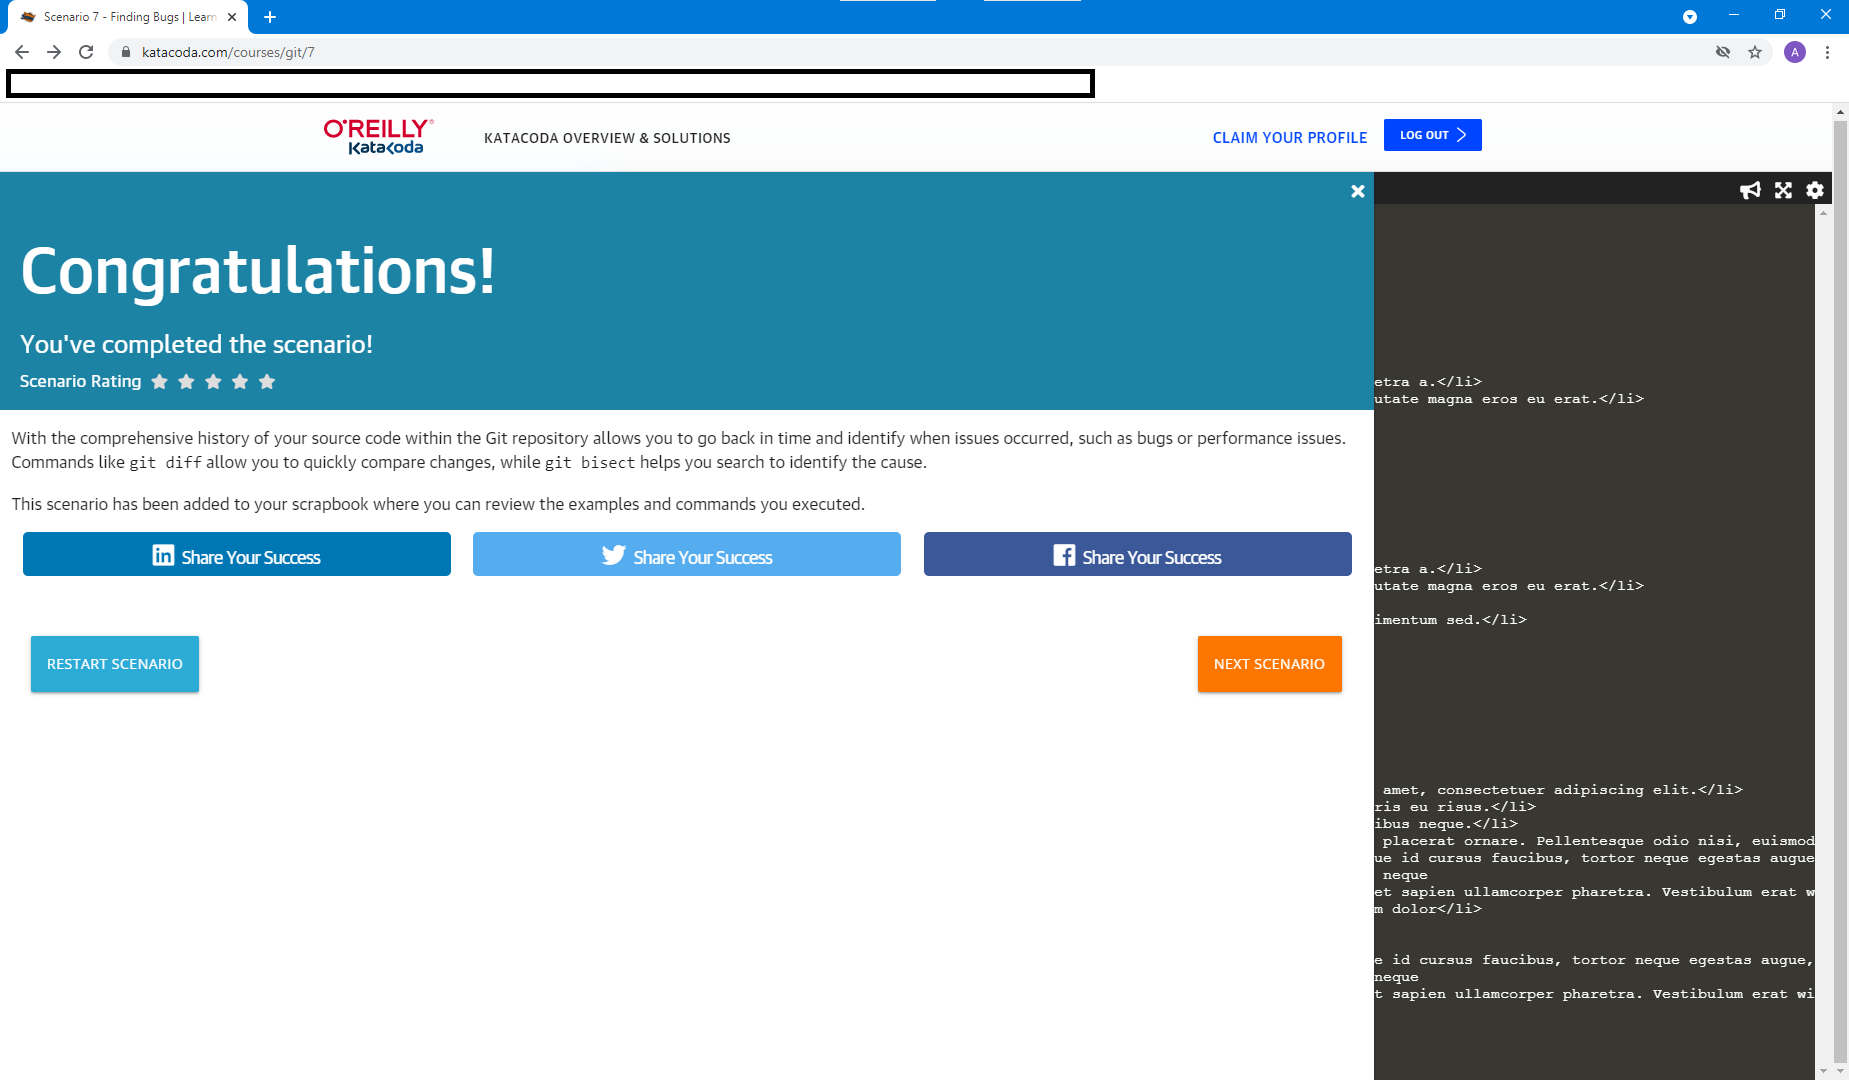 Scenario 7 - Finding Bugs | Learn
katacoda.com/courses/git/7
A
O'REILLY®
KataKoda
KATACODA OVERVIEW & SOLUTIONS
CLAIM YOUR PROFILE
LOG OUT
Congratulations!
You've completed the scenario!
Scenario Rating
With the comprehensive history of your source code within the Git repository allows you to go back in time and identify when issues occurred, such as bugs or performance issues.
Commands like git diff allow you to quickly compare changes, while git bisect helps you search to identify the cause.
This scenario has been added to your scrapbook where you can review the examples and commands you executed.
in Share Your Success
Share Your Success
f Share Your Success
RESTART SCENARIO
NEXT SCENARIO
etra a.</li>
utate magna eros eu erat.</li>
etra a.</li>
utate magna eros eu erat.</li>
imentum sed.</li>
amet, consectetuer adipiscing elit.</li>
ris eu risus.</li>
ibus neque.</li>
placerat ornare. Pellentesque odio nisi, euismod
ue id cursus faucibus, tortor neque egestas augue
neque
et sapien ullamcorper pharetra. Vestibulum erat w
m dolor</li>
e id cursus faucibus, tortor neque egestas augue,
neque
t sapien ullamcorper pharetra. Vestibulum erat wi